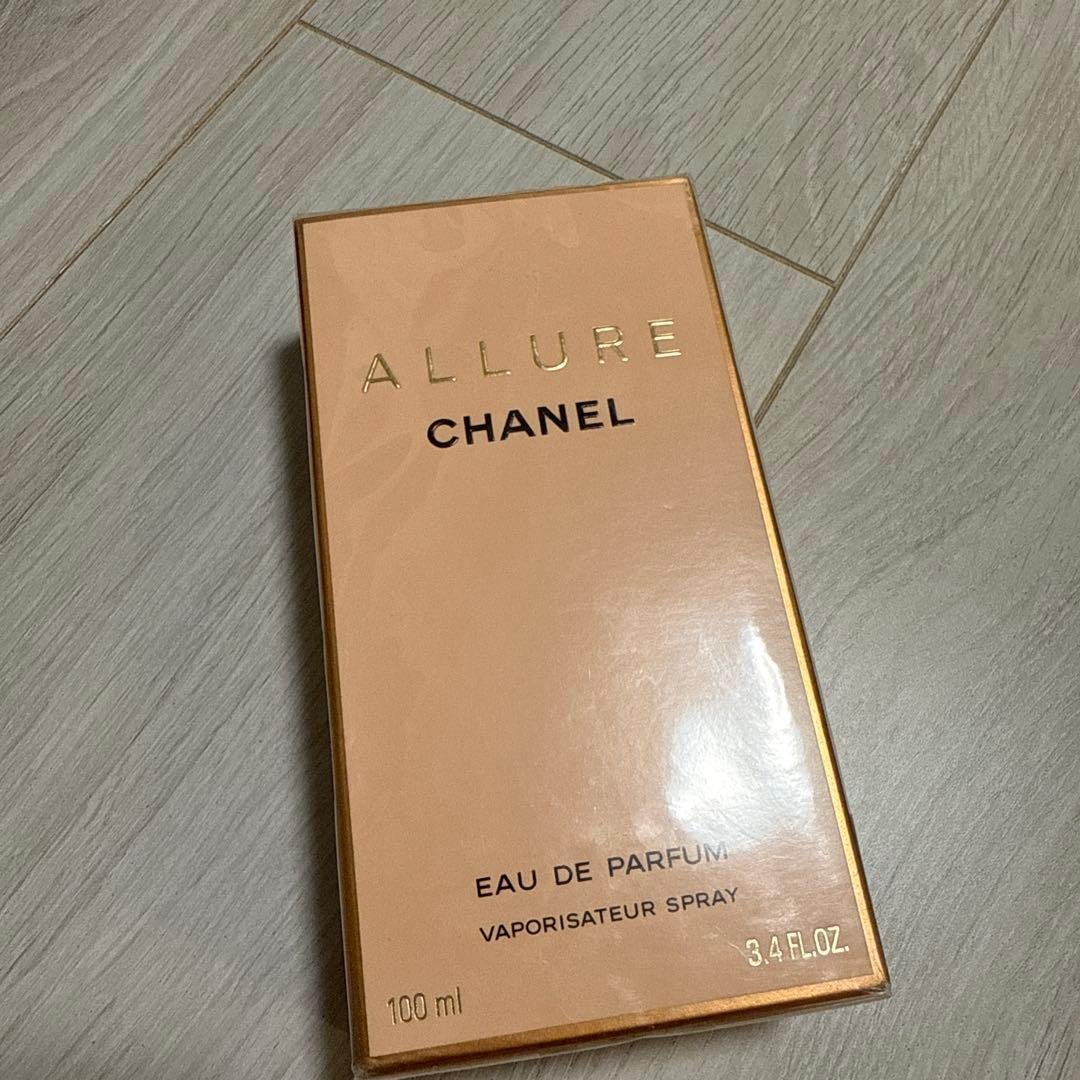 ALLURE
CHANEL
EAU DE PARFUM
VAPORISATEUR SPRAY
100 ml
3.4 FL.OZ.